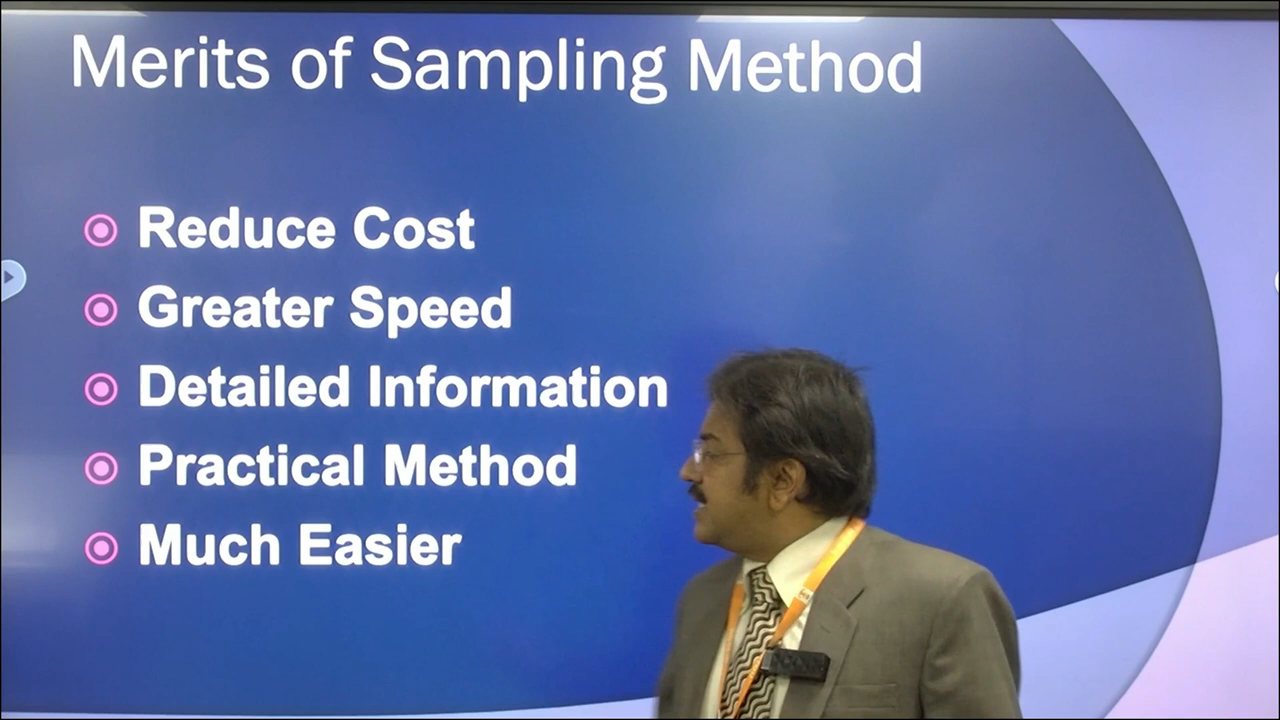 Merits of Sampling Method
Reduce Cost
Greater Speed
Detailed Information
Practical Method
Much Easier